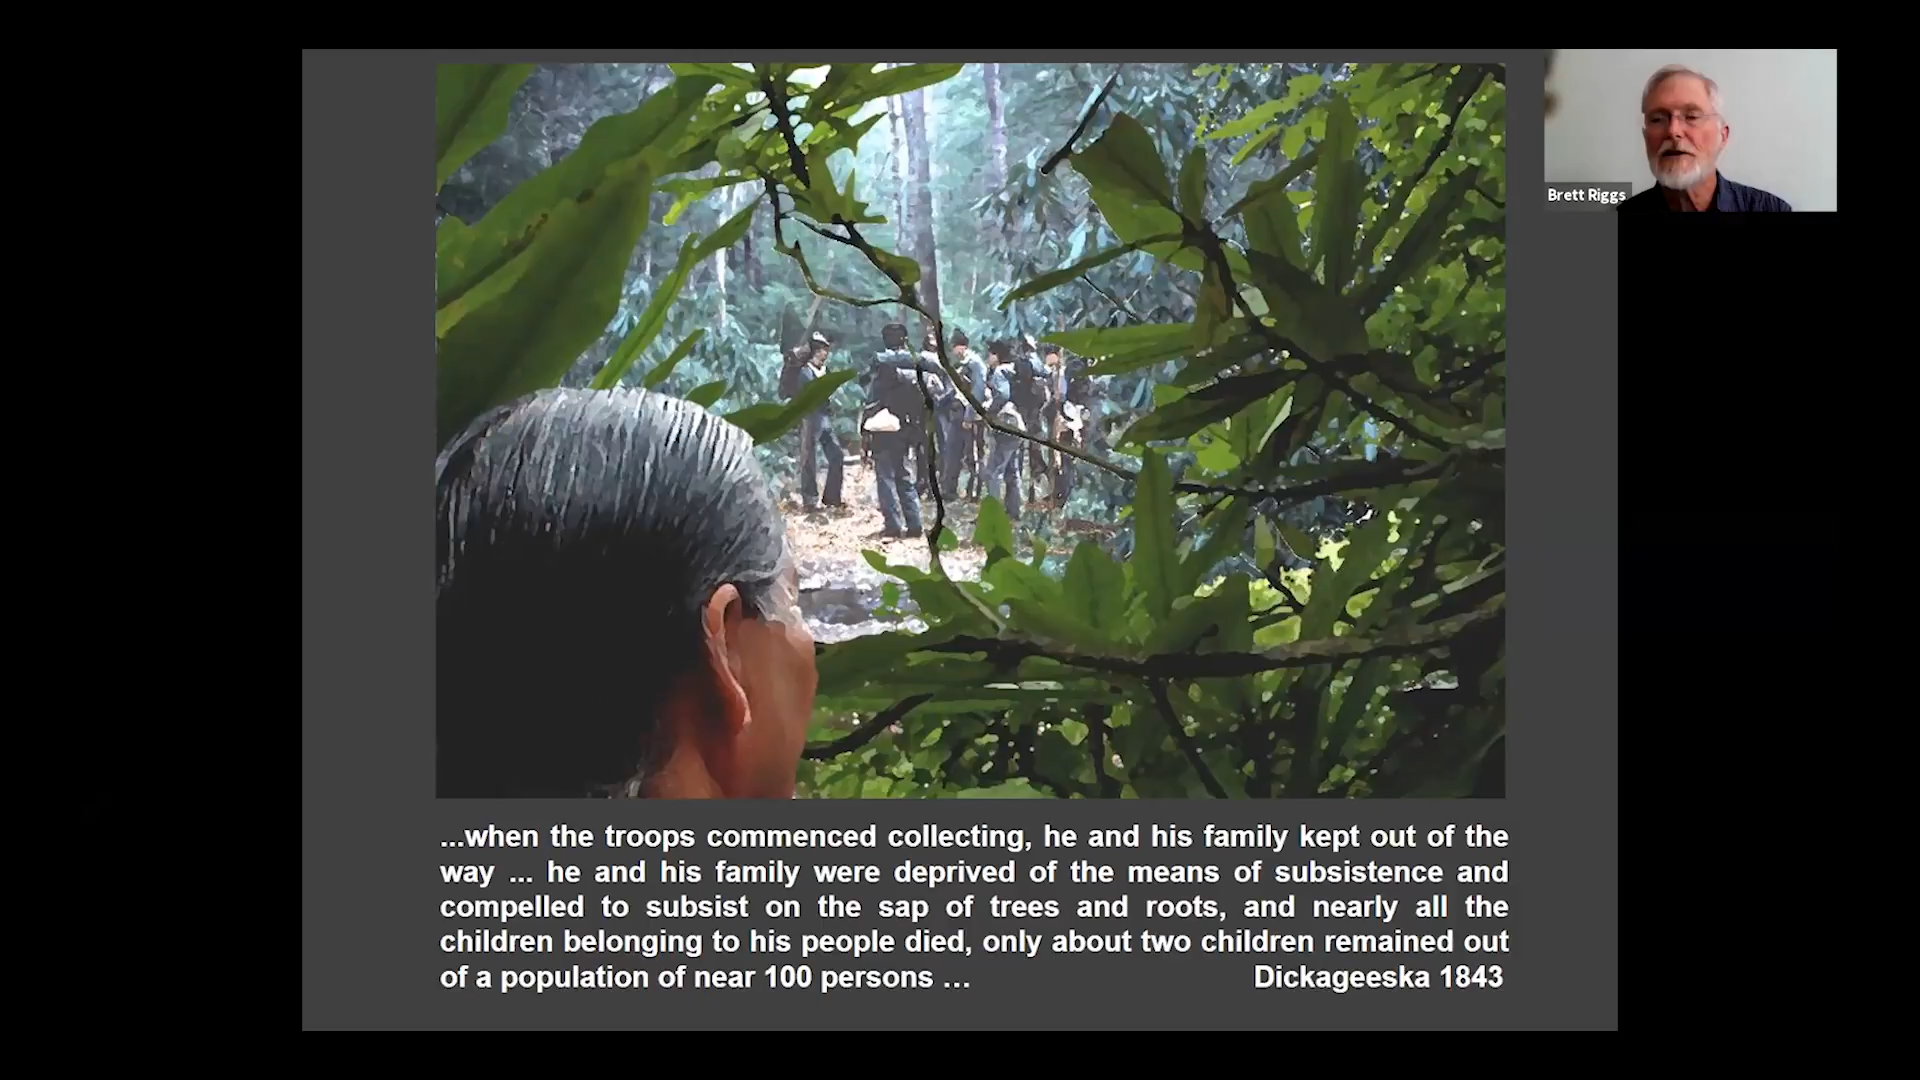 Brett Riggs
...when the troops commenced collecting, he and his family kept out of the
way ... he and his family were deprived of the means of subsistence and
compelled to subsist on the sap of trees and roots, and nearly all the
children belonging to his people died, only about two children remained out
of a population of near 100 persons ... Dickageeska 1843